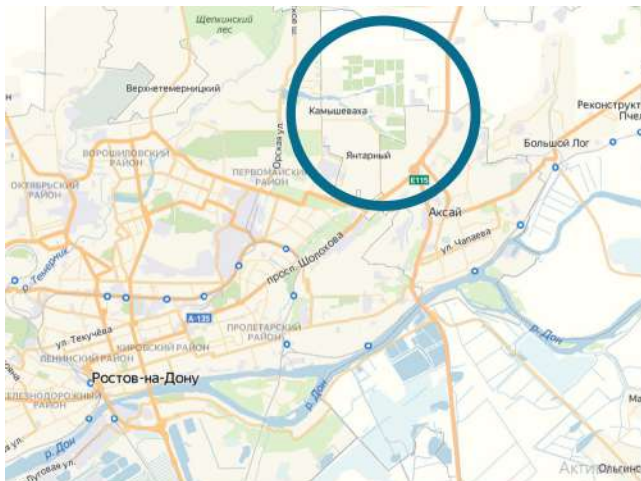 Щепкинский
лес
Верхнетемерницкий
Камышеваха
Орская ул.
Янтарный
Реконструкт
Пчел
Большой Лог
ВОРОШИЛОВСКИЙ
РАЙОН
ОКТЯБРЬСКИЙ
РАЙОН
ПЕРВОМАЙСКИЙ
РАЙОН
E115
Аксай
ул. Чапаева
просп. Шолохова
р. Темерник
А-135
р. Дон
ул. Текучёва
ПРОЛЕТАРСКИЙ
РАЙОН
КИРОВСКИЙ РАЙОН
ЛЕНИНСКИЙ РАЙОН
Ростов-на-Дону
ЕЛЕЗНОДОРОЖНЫЙ
РАЙОН
р. Дон
р. Дон
Луговая ул.
Ма
Ольгинс